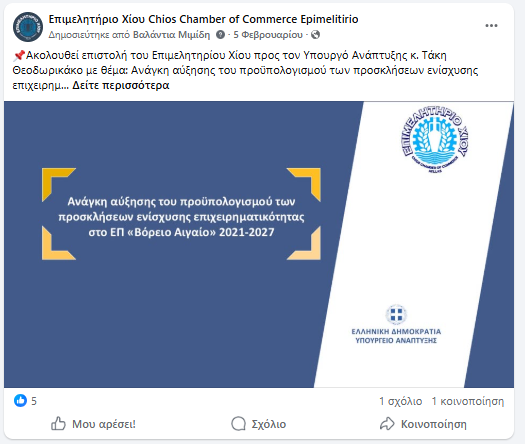 Επιμελητήριο Χίου Chios Chamber of Commerce Epimelitirio
Δημοσιεύτηκε από Βαλάντια Μιμίδη · 5 Φεβρουαρίου ·
📌Ακολουθεί επιστολή του Επιμελητηρίου Χίου προς τον Υπουργό Ανάπτυξης κ. Τάκη
Θεοδωρικάκο με θέμα: Ανάγκη αύξησης του προϋπολογισμού των προσκλήσεων ενίσχυσης
επιχειρημ… Δείτε περισσότερα
ΕΠΙΜΕΛΗΤΗΡΙΟ ΧΙΟΥ
CHIOS CHAMBER OF COMMERCE
HELLAS
Ανάγκη αύξησης του προϋπολογισμού των
προσκλήσεων ενίσχυσης επιχειρηματικότητας
στο ΕΠ «Βόρειο Αιγαίο» 2021-2027
ΕΛΛΗΝΙΚΗ ΔΗΜΟΚΡΑΤΙΑ
ΥΠΟΥΡΓΕΙΟ ΑΝΑΠΤΥΞΗΣ
5
1 σχόλιο 1 κοινοποίηση
Μου αρέσει! Σχόλιο Κοινοποίηση